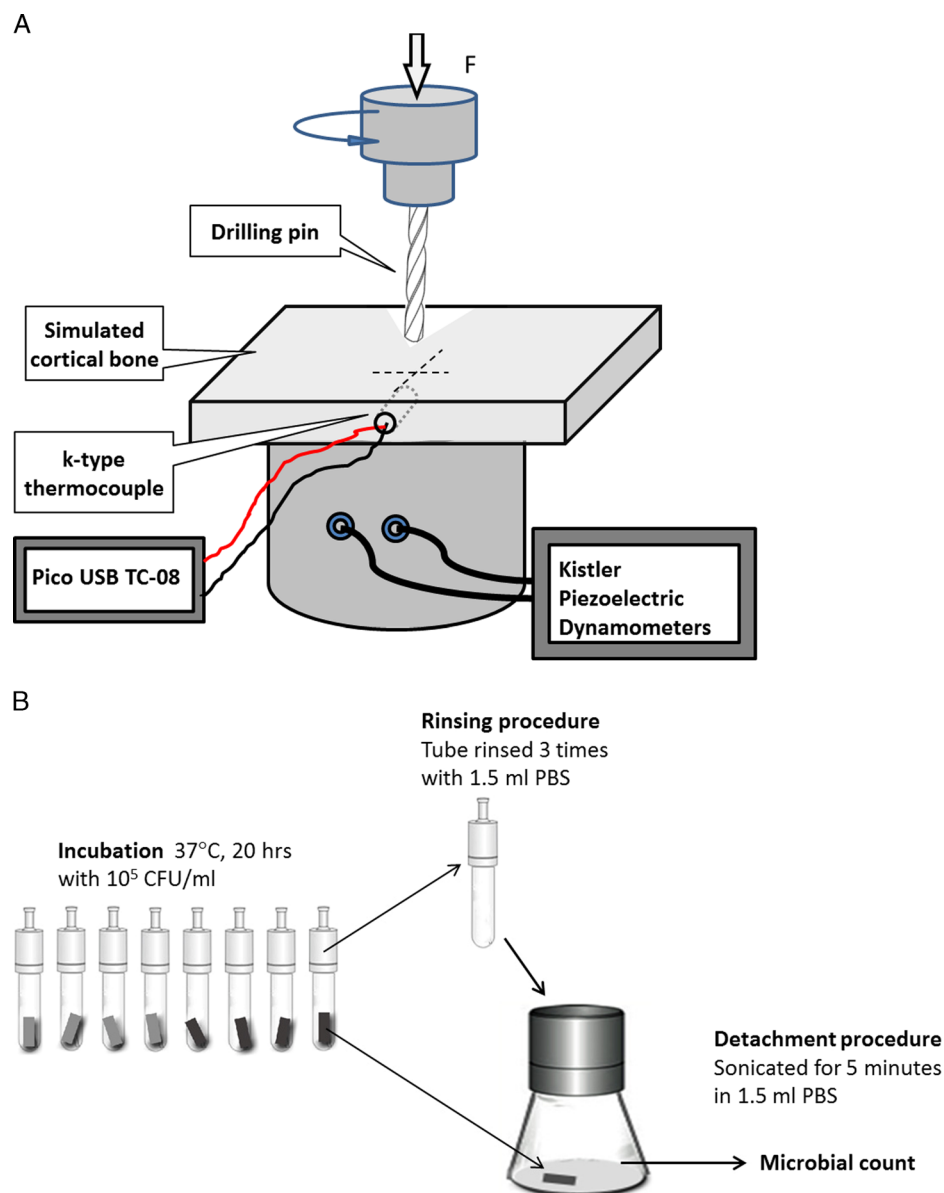 A
F
Drilling pin
Simulated
cortical bone
k-type
thermocouple
Pico USB TC-08
Kistler
Piezoelectric
Dynamometers
B
Rinsing procedure
Tube rinsed 3 times
with 1.5 ml PBS
Incubation 37°C, 20 hrs
with 10⁵ CFU/ml
Detachment procedure
Sonicated for 5 minutes
in 1.5 ml PBS
Microbial count